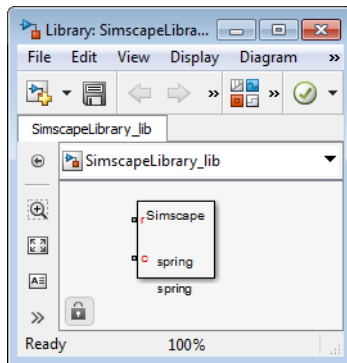 Library: SimscapeLibra...
File Edit View Display Diagram »
» »
SimscapeLibrary_lib
SimscapeLibrary_lib
r Simscape
c spring
spring
»
Ready 100%